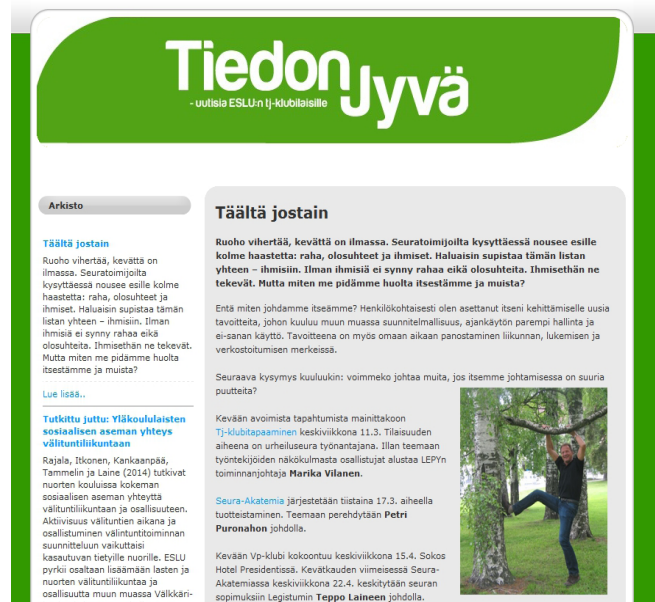 Tiedon
Jyvä
- uutisia ESLU:n tj-klubilaisille
Arkisto
Täältä jostain
Ruoho vihertää, kevättä on
ilmassa. Seuratoimijoilta
kysyttäessä nousee esille kolme
haastetta: raha, olosuhteet ja
ihmiset. Haluaisin supistaa tämän
listan yhteen – ihmisiin. Ilman
ihmisiä ei synny rahaa eikä
olosuhteita. Ihmisethän ne tekevät.
Mutta miten me pidämme huolta
itsestämme ja muista?
Lue lisää..
Tutkittu juttu: Yläkoululaisten
sosiaalisen aseman yhteys
välituntiliikuntaan
Rajala, Itkonen, Kankaanpää,
Tammelin ja Laine (2014) tutkivat
nuorten kouluissa kokeman
sosiaalisen aseman yhteyttä
välituntiliikuntaan ja osallisuuteen.
Aktiivisuus välituntien aikana ja
osallistuminen välintuntitoiminnan
suunnitteluun vaikuttaisi
kasautuvan tietyille nuorille. ESLU
pyrkii osaltaan lisäämään lasten ja
nuorten välituntiliikuntaa ja
osallisuutta muun muassa Välkkäri-
Täältä jostain
Ruoho vihertää, kevättä on ilmassa. Seuratoimijoilta kysyttäessä nousee esille
kolme haastetta: raha, olosuhteet ja ihmiset. Haluaisin supistaa tämän listan
yhteen – ihmisiin. Ilman ihmisiä ei synny rahaa eikä olosuhteita. Ihmisethän ne
tekevät. Mutta miten me pidämme huolta itsestämme ja muista?
Entä miten johdamme itseämme? Henkilökohtaisesti olen asettanut itseni kehittämiselle uusia
tavoitteita, johon kuuluu muun muassa suunnitelmallisuus, ajankäytön parempi hallinta ja
ei-sanan käyttö. Tavoitteena on myös omaan aikaan panostaminen liikunnan, lukemisen ja
verkostoitumisen merkeissä.
Seuraava kysymys kuuluukin: voimmeko johtaa muita, jos itsemme johtamisessa on suuria
puutteita?
Kevään avoimista tapahtumista mainittakoon
Tj-klubitapaaminen keskiviikkona 11.3. Tilaisuuden
aiheena on urheiluseura työnantajana. Illan teemaan
työntekijöiden näkökulmasta osallistujat alustaa LEPYn
toiminnanjohtaja Marika Vilanen.
Seura-Akatemia järjestetään tiistaina 17.3. aiheella
tuotteistaminen. Teemaan perehdytään Petri
Puronahon johdolla.
Kevään Vp-klubi kokoontuu keskiviikkona 15.4. Sokos
Hotel Presidentissä. Kevätkauden viimeisessä Seura-
Akatemiassa keskiviikkona 22.4. keskitytään seuran
sopimuksiin Legistumin Teppo Laineen johdolla.